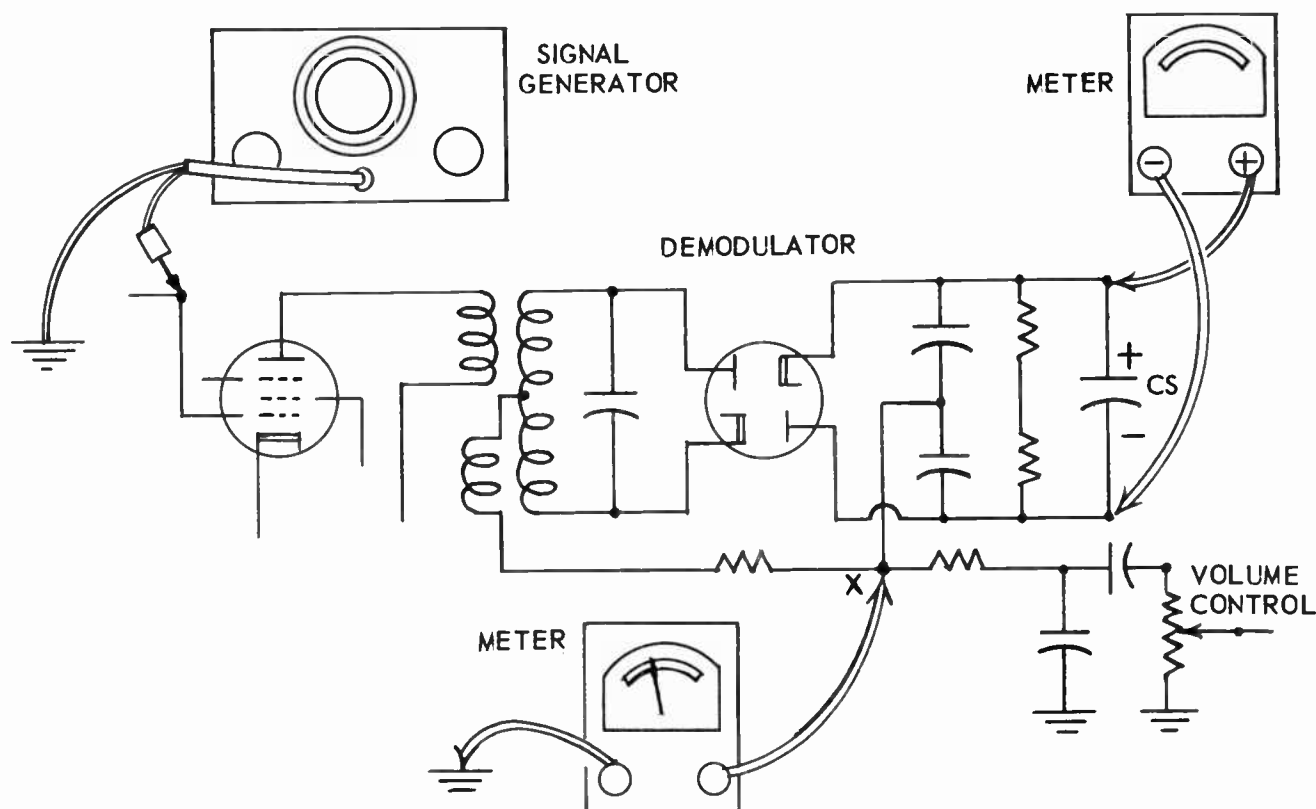 SIGNAL
GENERATOR
METER
- +
DEMODULATOR
+
CS
-
X
VOLUME
CONTROL
METER